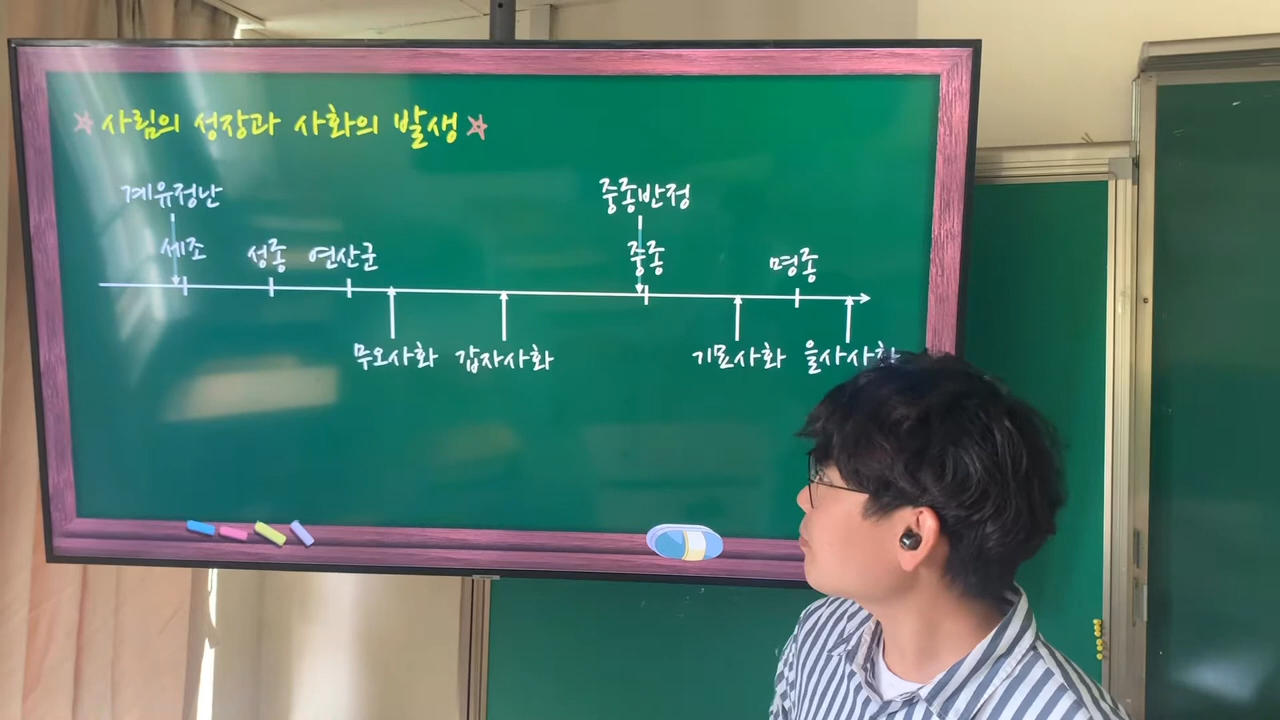 사림의 성장과 사화의 발생
계유정난 중종반정
세조 성종 연산군 중종 명종
무오사화 갑자사화 기묘사화 을사사화